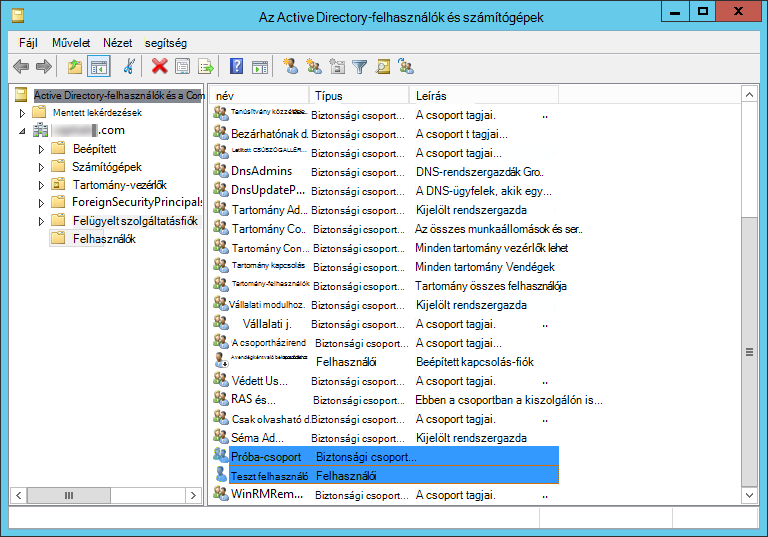 Az Active Directory-felhasználók és számítógépek
Fájl Művelet Nézet segítség
Active Directory-felhasználók és a Com
Mentett lekérdezések
.com
Beépített
Számítógépek
Tartomány-vezérlők
ForeignSecurityPrincipals
Felügyelt szolgáltatásfiók
Felhasználók
név Típus Leírás
Tanúsítvány Biztonsági csoport... A csoport tagjai. ..
Bezárhatónak d. Biztonsági csoport... A csoport t tagjai...
Letiltott Biztonsági csoport... A csoport tagjai. ..
DnsAdmins Biztonsági csoport... DNS-rendszergazdák Gro..
DnsUpdateP... Biztonsági csoport... A DNS-ügyfelek, akik egy...
Tartomány Ad... Biztonsági csoport... Kijelölt rendszergazda
Tartomány Co.. Biztonsági csoport... Az összes munkaállomások és ser..
Tartomány Con... Biztonsági csoport... Minden tartomány vezérlők lehet
Tartomány kapcsolás Biztonsági csoport... Minden tartomány Vendégek
Tartomány-felhasználók Biztonsági csoport... Tartomány összes felhasználója
Vállalati modulhoz. Biztonsági csoport... Kijelölt rendszergazda
Vállalati j. Biztonsági csoport... A csoport tagjai. ..
A csoportházirend Biztonsági csoport... A csoport tagjai...
Felhasználói Beépített kapcsolás-fiók
Védett Us... Biztonsági csoport... A csoport tagjai. ..
RAS és... Biztonsági csoport... Ebben a csoportban a kiszolgálón is...
Csak olvasható d. Biztonsági csoport... A csoport tagjai. ..
Séma Ad... Biztonsági csoport... Kijelölt rendszergazda
Próba-csoport Biztonsági csoport...
Teszt felhasználó Felhasználói
WinRMRem... Biztonsági csoport... A csoport tagjai. ..